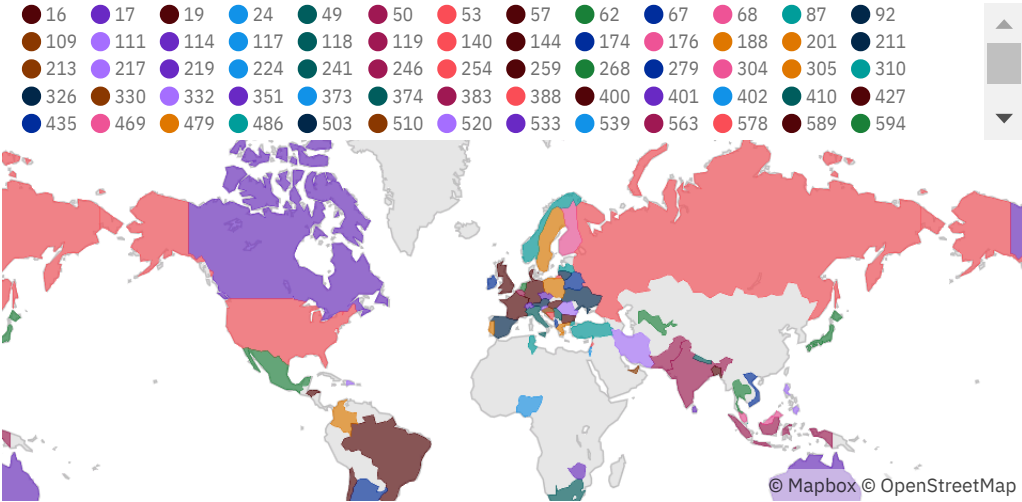 16 17 19 24 49 50 53 57 62 67 68 87 92
109 111 114 117 118 119 140 144 174 176 188 201 211
213 217 219 224 241 246 254 259 268 279 304 305 310
326 330 332 351 373 374 383 388 400 401 402 410 427
435 469 479 486 503 510 520 533 539 563 578 589 594
© Mapbox © OpenStreetMap